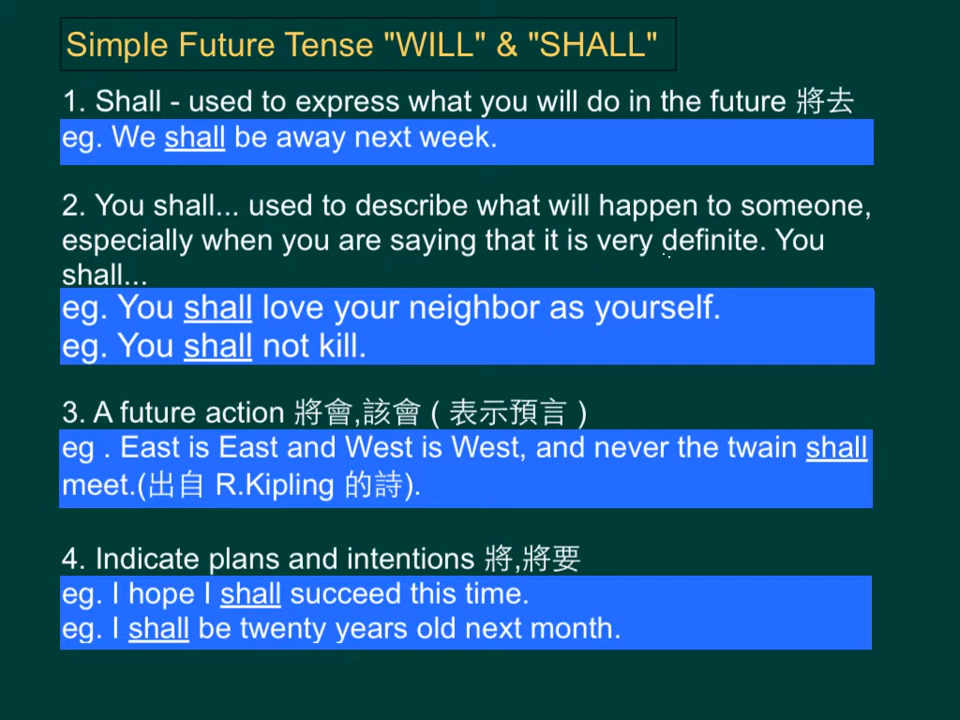 Simple Future Tense "WILL" & "SHALL"
1. Shall - used to express what you will do in the future 將去
eg. We shall be away next week.
2. You shall... used to describe what will happen to someone,
especially when you are saying that it is very definite. You
shall...
eg. You shall love your neighbor as yourself.
eg. You shall not kill.
3. A future action 將會,該會 ( 表示預言 )
eg . East is East and West is West, and never the twain shall
meet.(出自 R.Kipling 的詩).
4. Indicate plans and intentions 將,將要
eg. I hope I shall succeed this time.
eg. I shall be twenty years old next month.